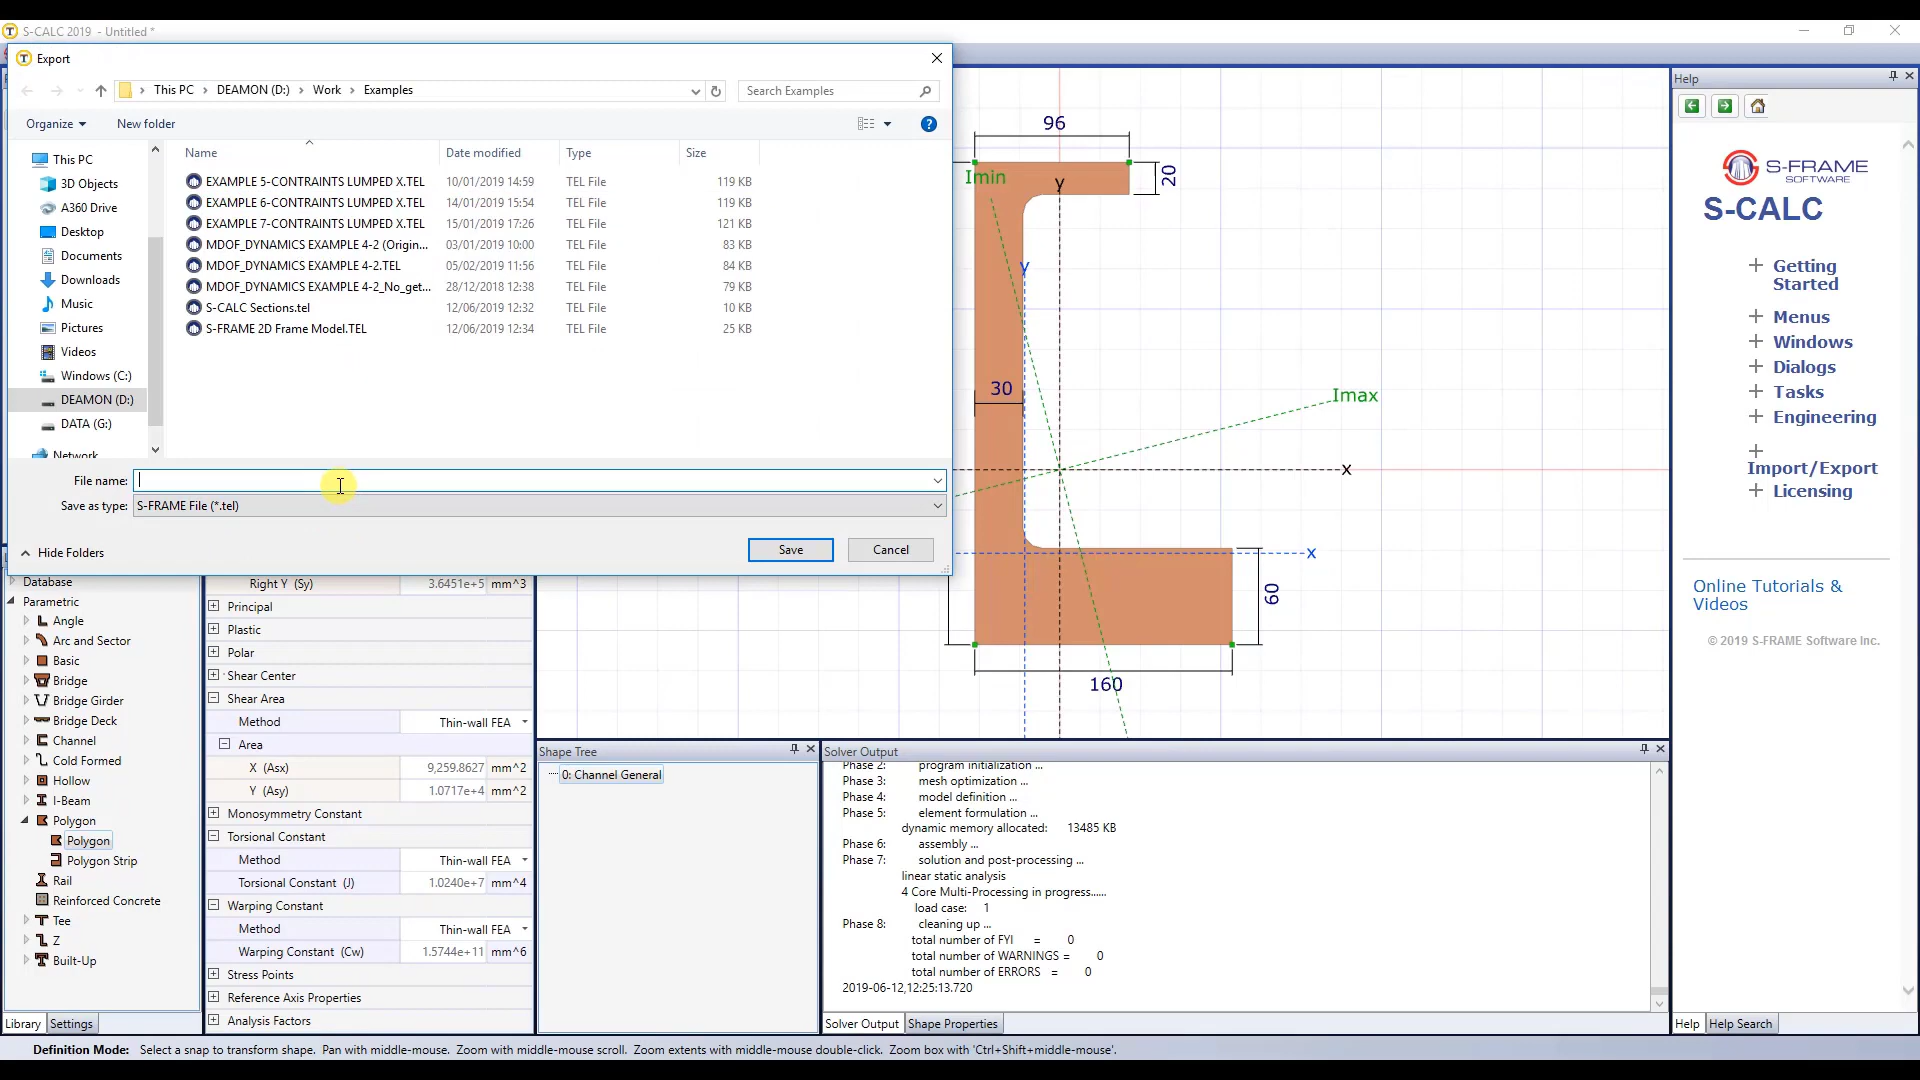 S-CALC 2019 - Untitled *
Export
This PC > DEAMON (D:) > Work > Examples
Search Examples
Organize
New folder
Name Date modified Type Size
EXAMPLE 5-CONTRAINTS LUMPED X.TEL 10/01/2019 14:59 TEL File 119 KB
EXAMPLE 6-CONTRAINTS LUMPED X.TEL 14/01/2019 15:54 TEL File 119 KB
EXAMPLE 7-CONTRAINTS LUMPED X.TEL 15/01/2019 17:26 TEL File 121 KB
MDOF_DYNAMICS EXAMPLE 4-2 (Origin... 03/01/2019 10:00 TEL File 83 KB
MDOF_DYNAMICS EXAMPLE 4-2.TEL 05/02/2019 11:56 TEL File 84 KB
MDOF_DYNAMICS EXAMPLE 4-2_No_get... 28/12/2018 12:38 TEL File 79 KB
S-CALC Sections.tel 12/06/2019 12:32 TEL File 10 KB
S-FRAME 2D Frame Model.TEL 12/06/2019 12:34 TEL File 25 KB
This PC
3D Objects
A360 Drive
Desktop
Documents
Downloads
Music
Pictures
Videos
Windows (C:)
DEAMON (D:)
DATA (G:)
Network
File name:
Save as type: S-FRAME File (*.tel)
Hide Folders
Save
Cancel
Database
Parametric
Angle
Arc and Sector
Basic
Bridge
Bridge Girder
Bridge Deck
Channel
Cold Formed
Hollow
I-Beam
Polygon
Polygon
Polygon Strip
Rail
Reinforced Concrete
Tee
Z
Built-Up
Library
Settings
Right Y (Sy) 3.6451e+5 mm^3
Principal
Plastic
Polar
Shear Center
Shear Area
Method Thin-wall FEA
Area
X (Asx) 9,259.8627 mm^2
Y (Asy) 1.0717e+4 mm^2
Monosymmetry Constant
Torsional Constant
Method Thin-wall FEA
Torsional Constant (J) 1.0240e+7 mm^4
Warping Constant
Method Thin-wall FEA
Warping Constant (Cw) 1.5744e+11 mm^6
Stress Points
Reference Axis Properties
Analysis Factors
96
20
Imin
y
y
30
Imax
x
x
60
160
Shape Tree
0: Channel General
Solver Output
Phase 2: program initialization ...
Phase 3: mesh optimization ...
Phase 4: model definition ...
Phase 5: element formulation ...
dynamic memory allocated: 13485 KB
Phase 6: assembly ...
Phase 7: solution and post-processing ...
linear static analysis
4 Core Multi-Processing in progress......
load case: 1
Phase 8: cleaning up ...
total number of FYI = 0
total number of WARNINGS = 0
total number of ERRORS = 0
2019-06-12,12:25:13.720
Solver Output
Shape Properties
Help
S-FRAME
SOFTWARE
S-CALC
Getting
Started
Menus
Windows
Dialogs
Tasks
Engineering
Import/Export
Licensing
Online Tutorials &
Videos
© 2019 S-FRAME Software Inc.
Help
Help Search
Definition Mode: Select a snap to transform shape. Pan with middle-mouse. Zoom with middle-mouse scroll. Zoom extents with middle-mouse double-click. Zoom box with 'Ctrl+Shift+middle-mouse'.